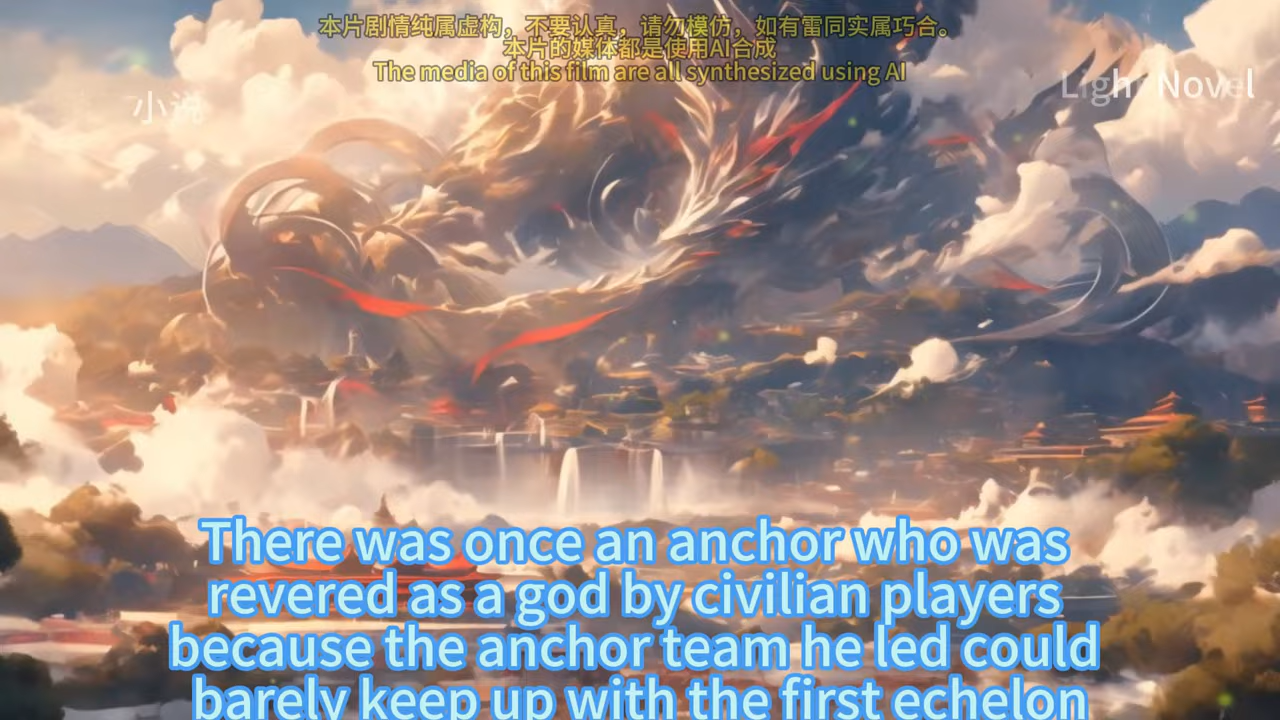 本片剧情纯属虚构，不要认真，请勿模仿，如有雷同实属巧合。
本片的媒体都是使用AI合成
The media of this film are all synthesized using AI
小说
Light Novel
There was once an anchor who was
revered as a god by civilian players
because the anchor team he led could
barely keep up with the first echelon